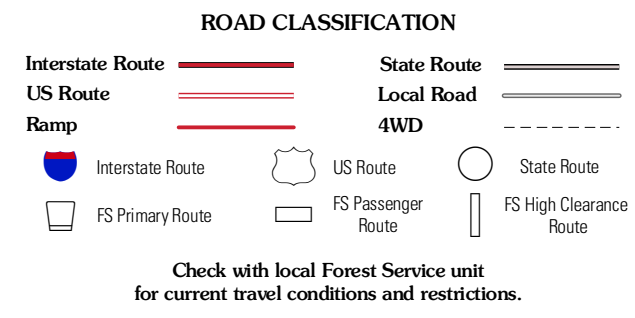 ROAD CLASSIFICATION
Interstate Route
State Route
US Route
Local Road
Ramp
4WD
Interstate Route
US Route
State Route
FS Primary Route
FS Passenger
Route
FS High Clearance
Route
Check with local Forest Service unit
for current travel conditions and restrictions.